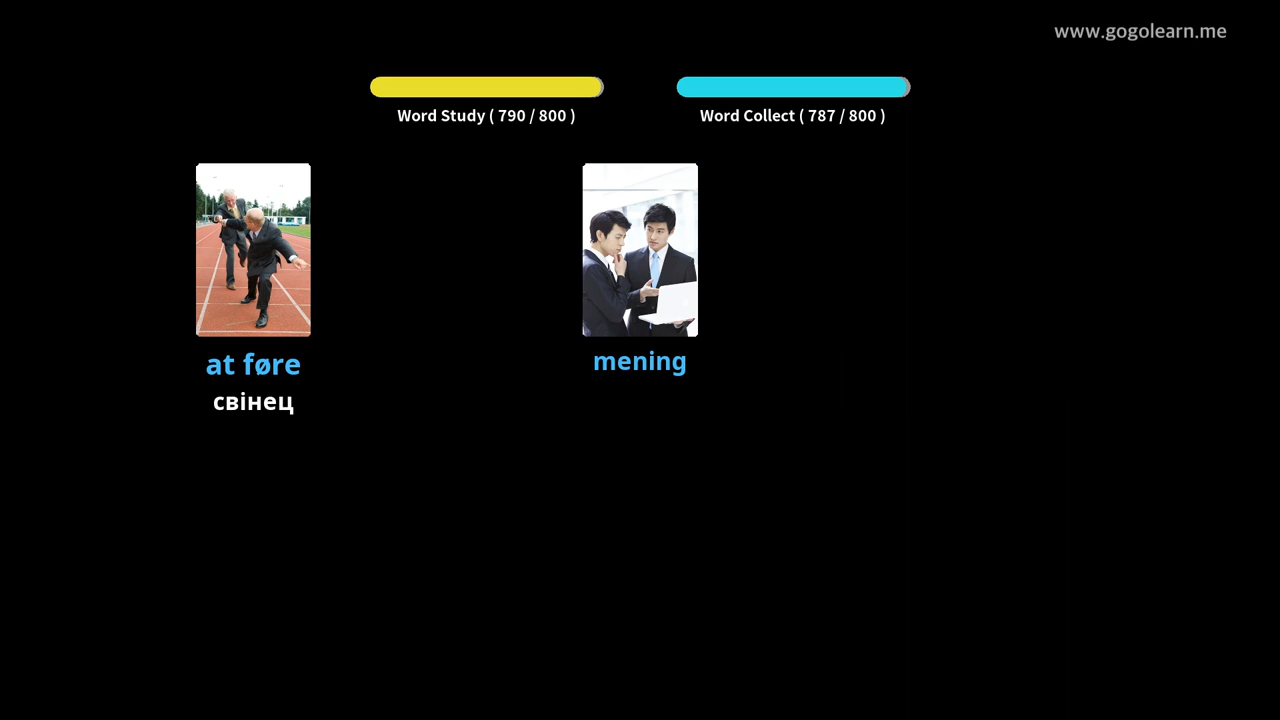 www.gogolearn.me
Word Study ( 790 / 800 )
Word Collect ( 787 / 800 )
at føre
свінец
mening